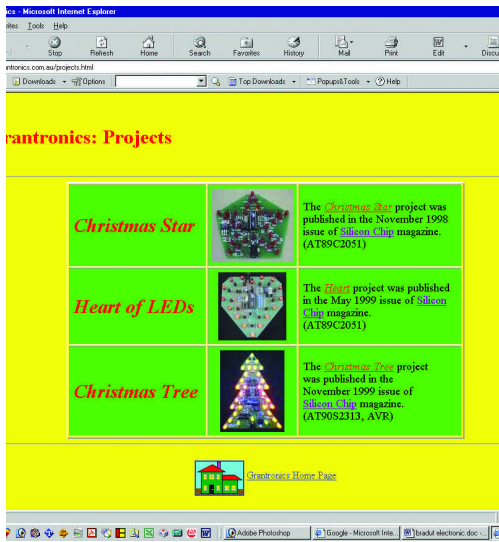 ics - Microsoft Internet Explorer
Tools Help
Stop Refresh Home Search Favorites History Mail Print Edit Discu
antronics.com.au/projects.html
Downloads Options Top Downloads Popups&Tools Help
rantronics: Projects
Christmas Star
The Christmas Star project was
published in the November 1998
issue of Silicon Chip magazine.
(AT89C2051)
Heart of LEDs
The Heart project was published
in the May 1999 issue of Silicon
Chip magazine.
(AT89C2051)
Christmas Tree
The Christmas Tree project
was published in the
November 1999 issue of
Silicon Chip magazine.
(AT90S2313, AVR)
Grantronics Home Page
Adobe Photoshop Google - Microsoft Inte... bradut electronic.doc -...